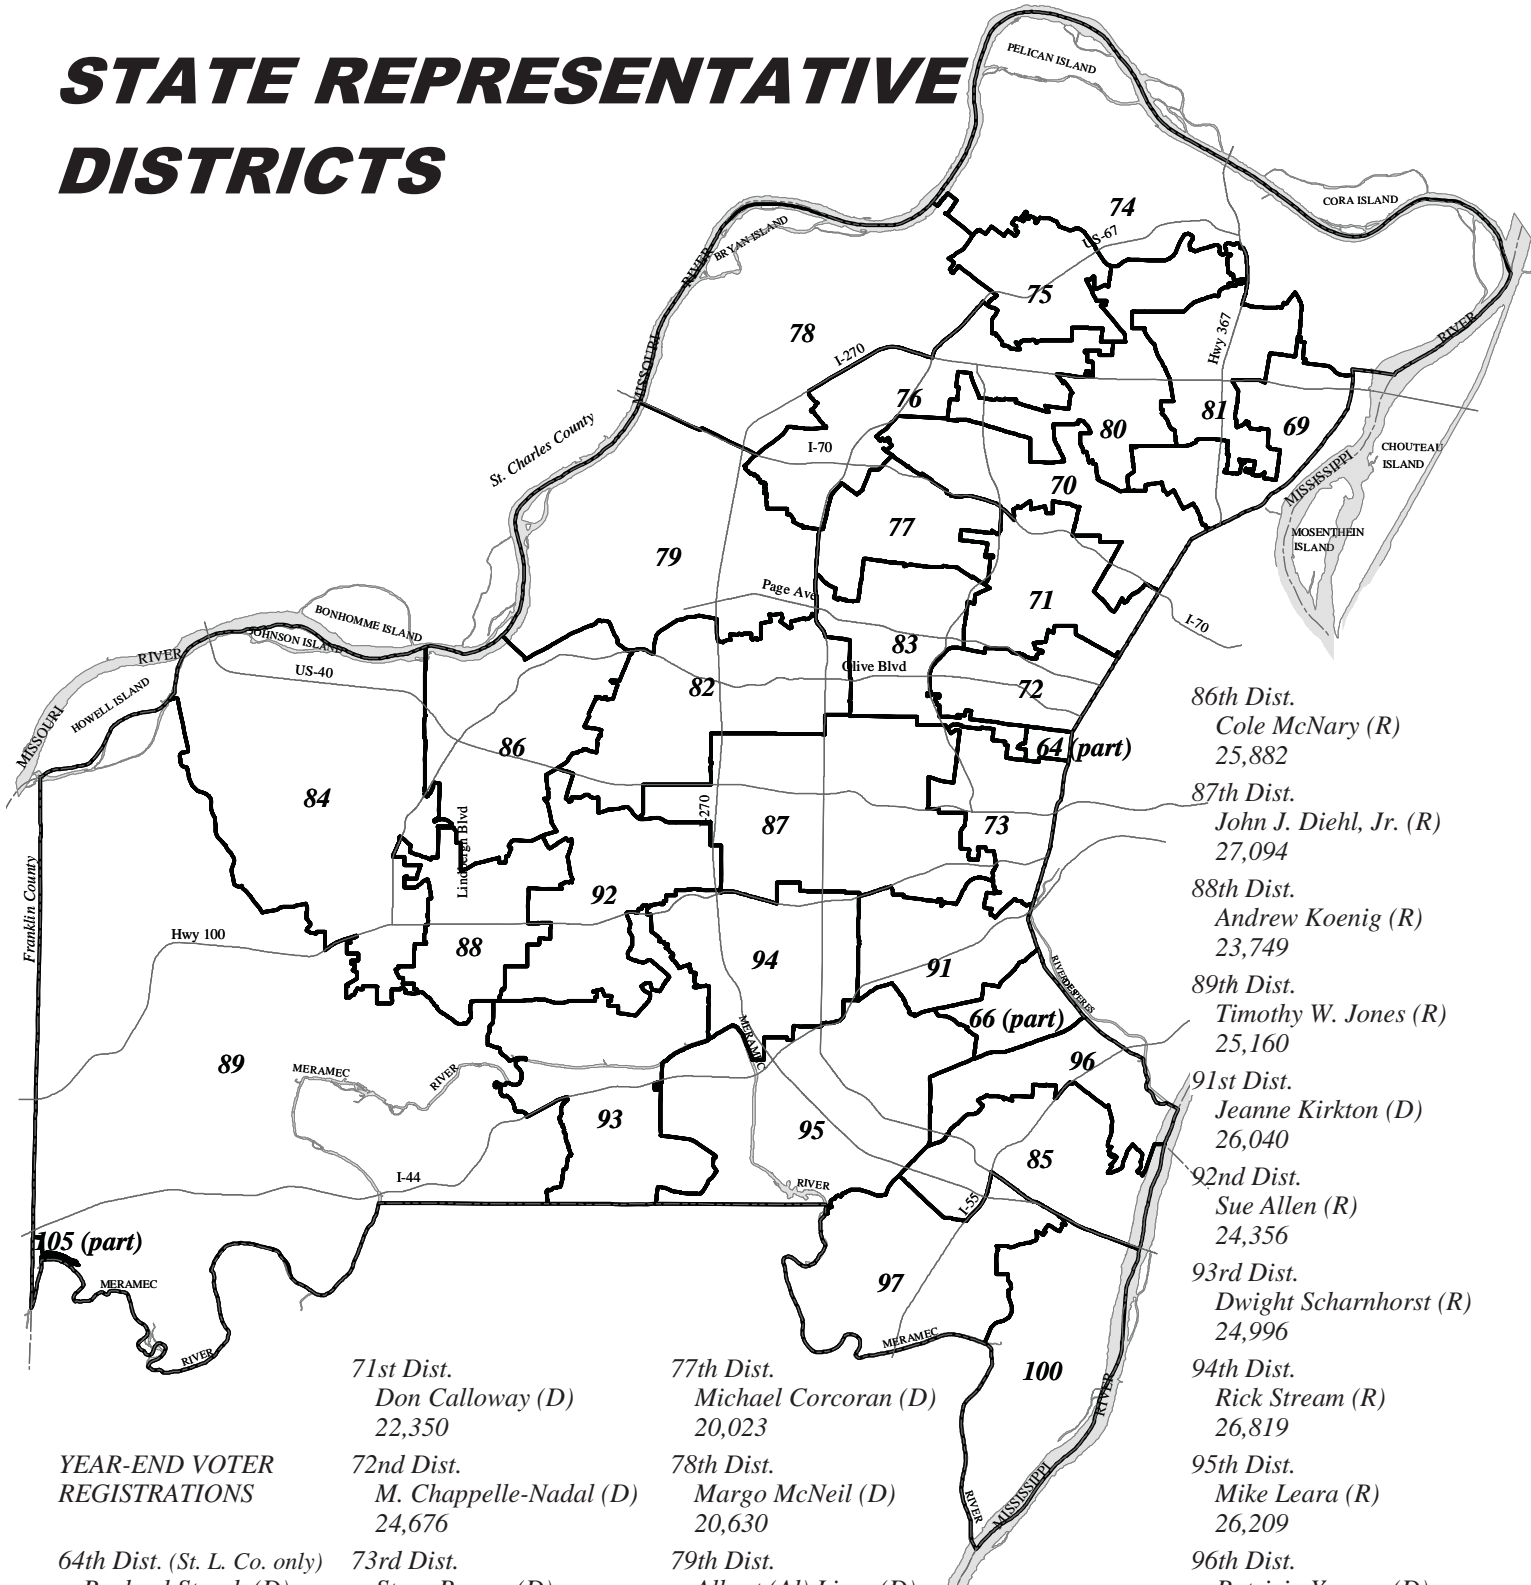 STATE REPRESENTATIVE
DISTRICTS
PELICAN ISLAND
CORA ISLAND
74
US-67
BRYAN ISLAND
RIVER
75
78
I-270
Hwy 367
RIVER
MISSOURI
76
81
69
80
St. Charles County
I-70
CHOUTEAU
ISLAND
70
MISSISSIPPI
77
MOSENTHEIN
ISLAND
79
Page Ave
71
I-70
BONHOMME ISLAND
JOHNSON ISLAND
83
RIVER
US-40
Olive Blvd
82
72
HOWELL ISLAND
MISSOURI
86
64 (part)
84
I-270
87
73
Lindbergh Blvd
92
Franklin County
Hwy 100
88
94
91
RIVER DES PERES
66 (part)
MERAMEC
96
89
MERAMEC
RIVER
93
95
85
I-44
RIVER
I-55
105 (part)
MERAMEC
97
RIVER
MERAMEC
100
RIVER
RIVER
MISSISSIPPI
YEAR-END VOTER
REGISTRATIONS
64th Dist. (St. L. Co. only)
71st Dist.
Don Calloway (D)
22,350
72nd Dist.
M. Chappelle-Nadal (D)
24,676
73rd Dist.
77th Dist.
Michael Corcoran (D)
20,023
78th Dist.
Margo McNeil (D)
20,630
79th Dist.
86th Dist.
Cole McNary (R)
25,882
87th Dist.
John J. Diehl, Jr. (R)
27,094
88th Dist.
Andrew Koenig (R)
23,749
89th Dist.
Timothy W. Jones (R)
25,160
91st Dist.
Jeanne Kirkton (D)
26,040
92nd Dist.
Sue Allen (R)
24,356
93rd Dist.
Dwight Scharnhorst (R)
24,996
94th Dist.
Rick Stream (R)
26,819
95th Dist.
Mike Leara (R)
26,209
96th Dist.